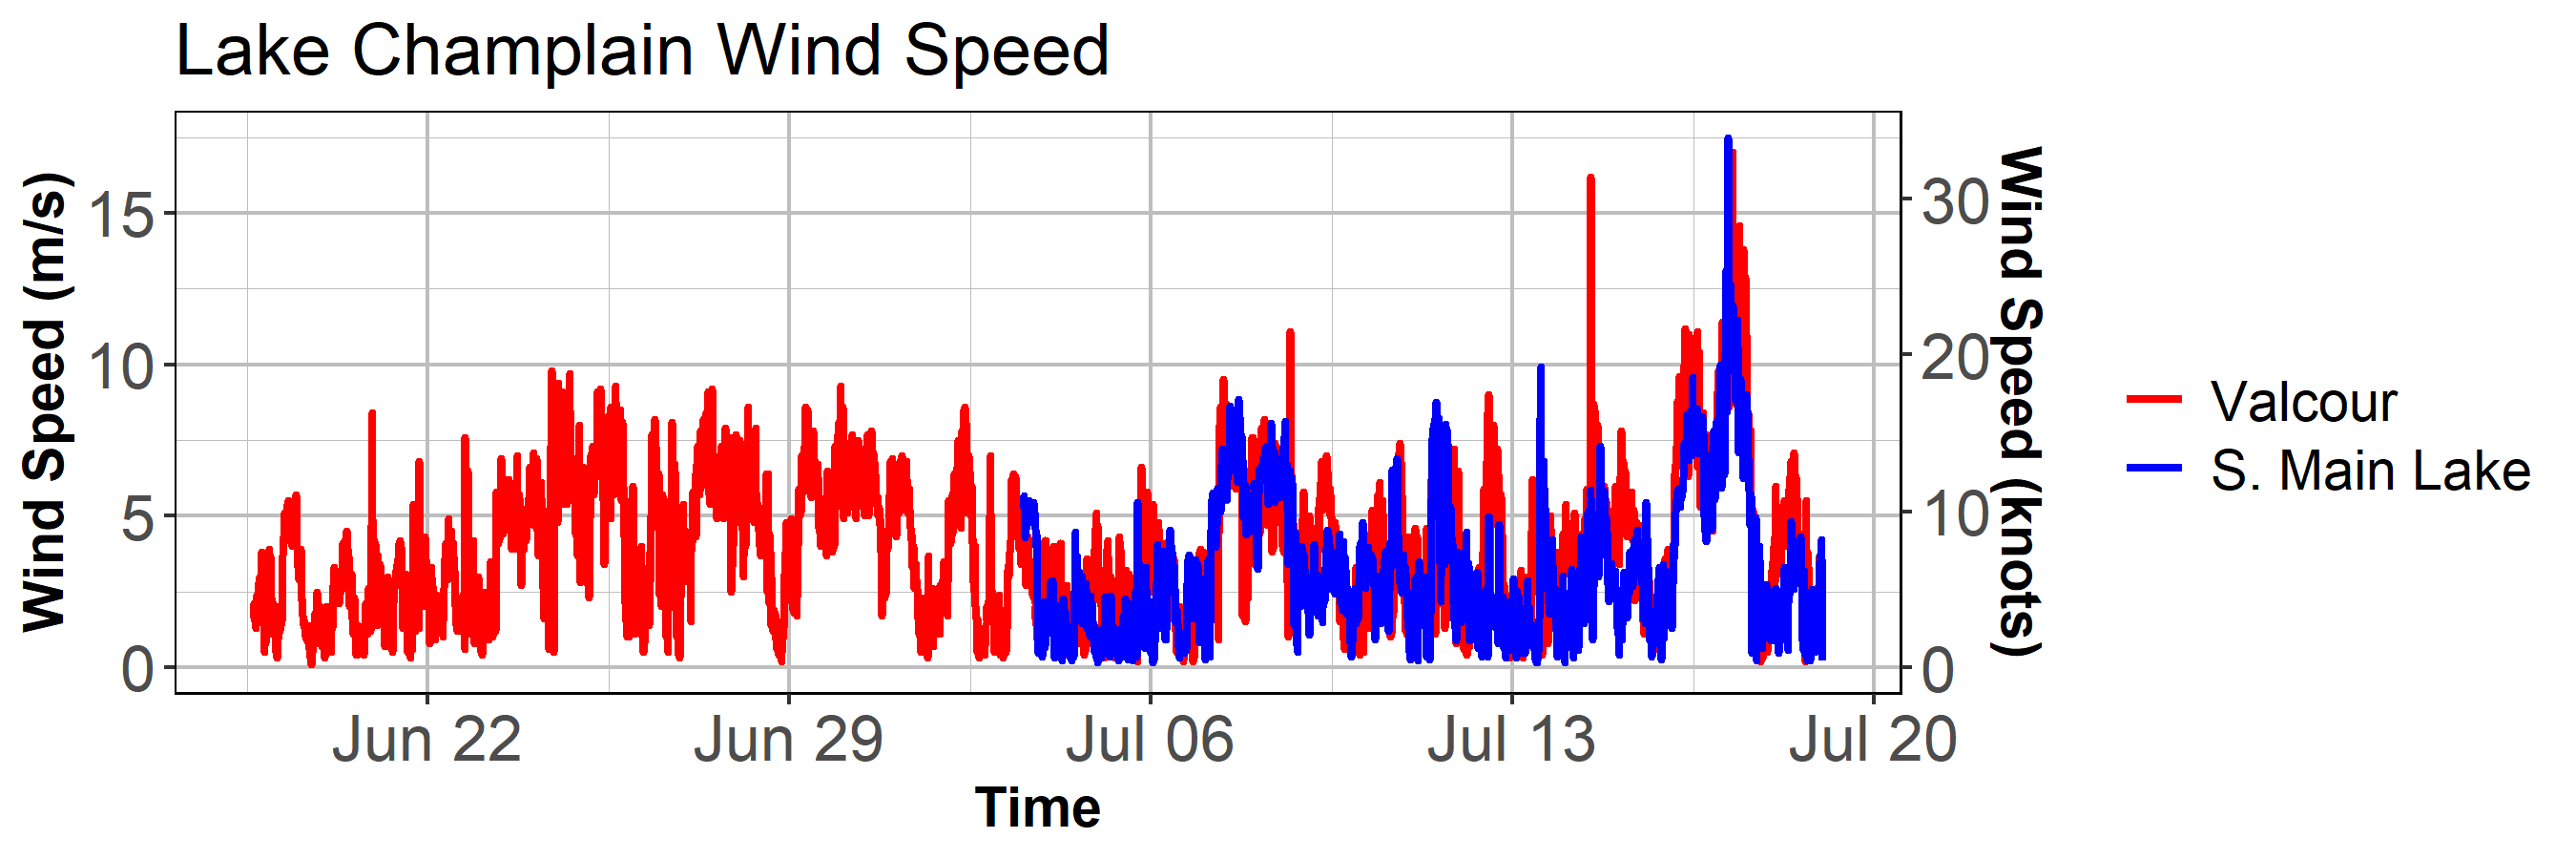 Lake Champlain Wind Speed
Wind Speed (m/s)
15
10
5
0
30
20
10
0
Wind Speed (knots)
Jun 22
Jun 29
Jul 06
Jul 13
Jul 20
Time
Valcour
S. Main Lake